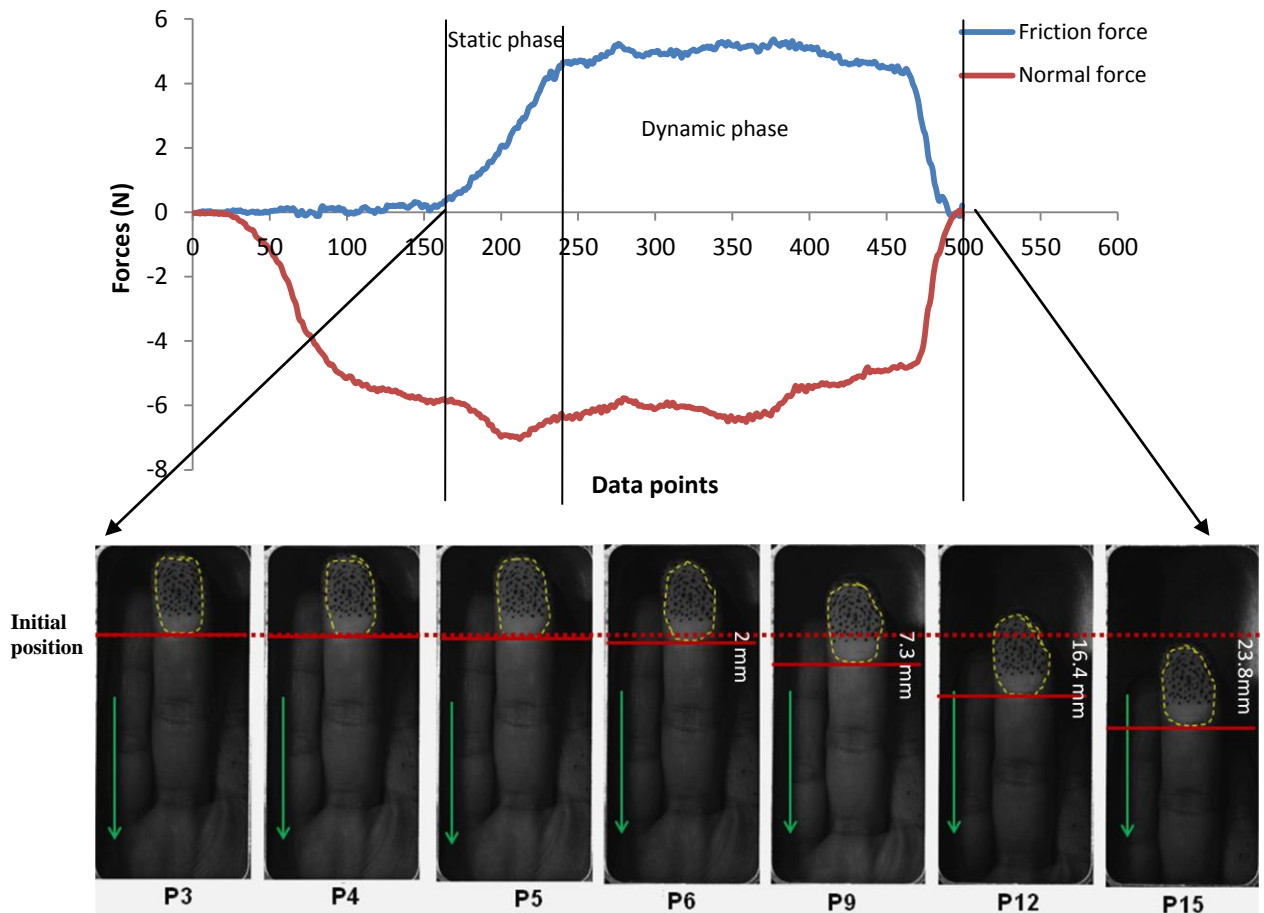 6
4
2
0
-2
-4
-6
-8
Forces (N)
Static phase
Dynamic phase
Friction force
Normal force
0 50 100 150 200 250 300 350 400 450 500 550 600
Data points
Initial
position
2 mm
7.3 mm
16.4 mm
23.8mm
P3 P4 P5 P6 P9 P12 P15